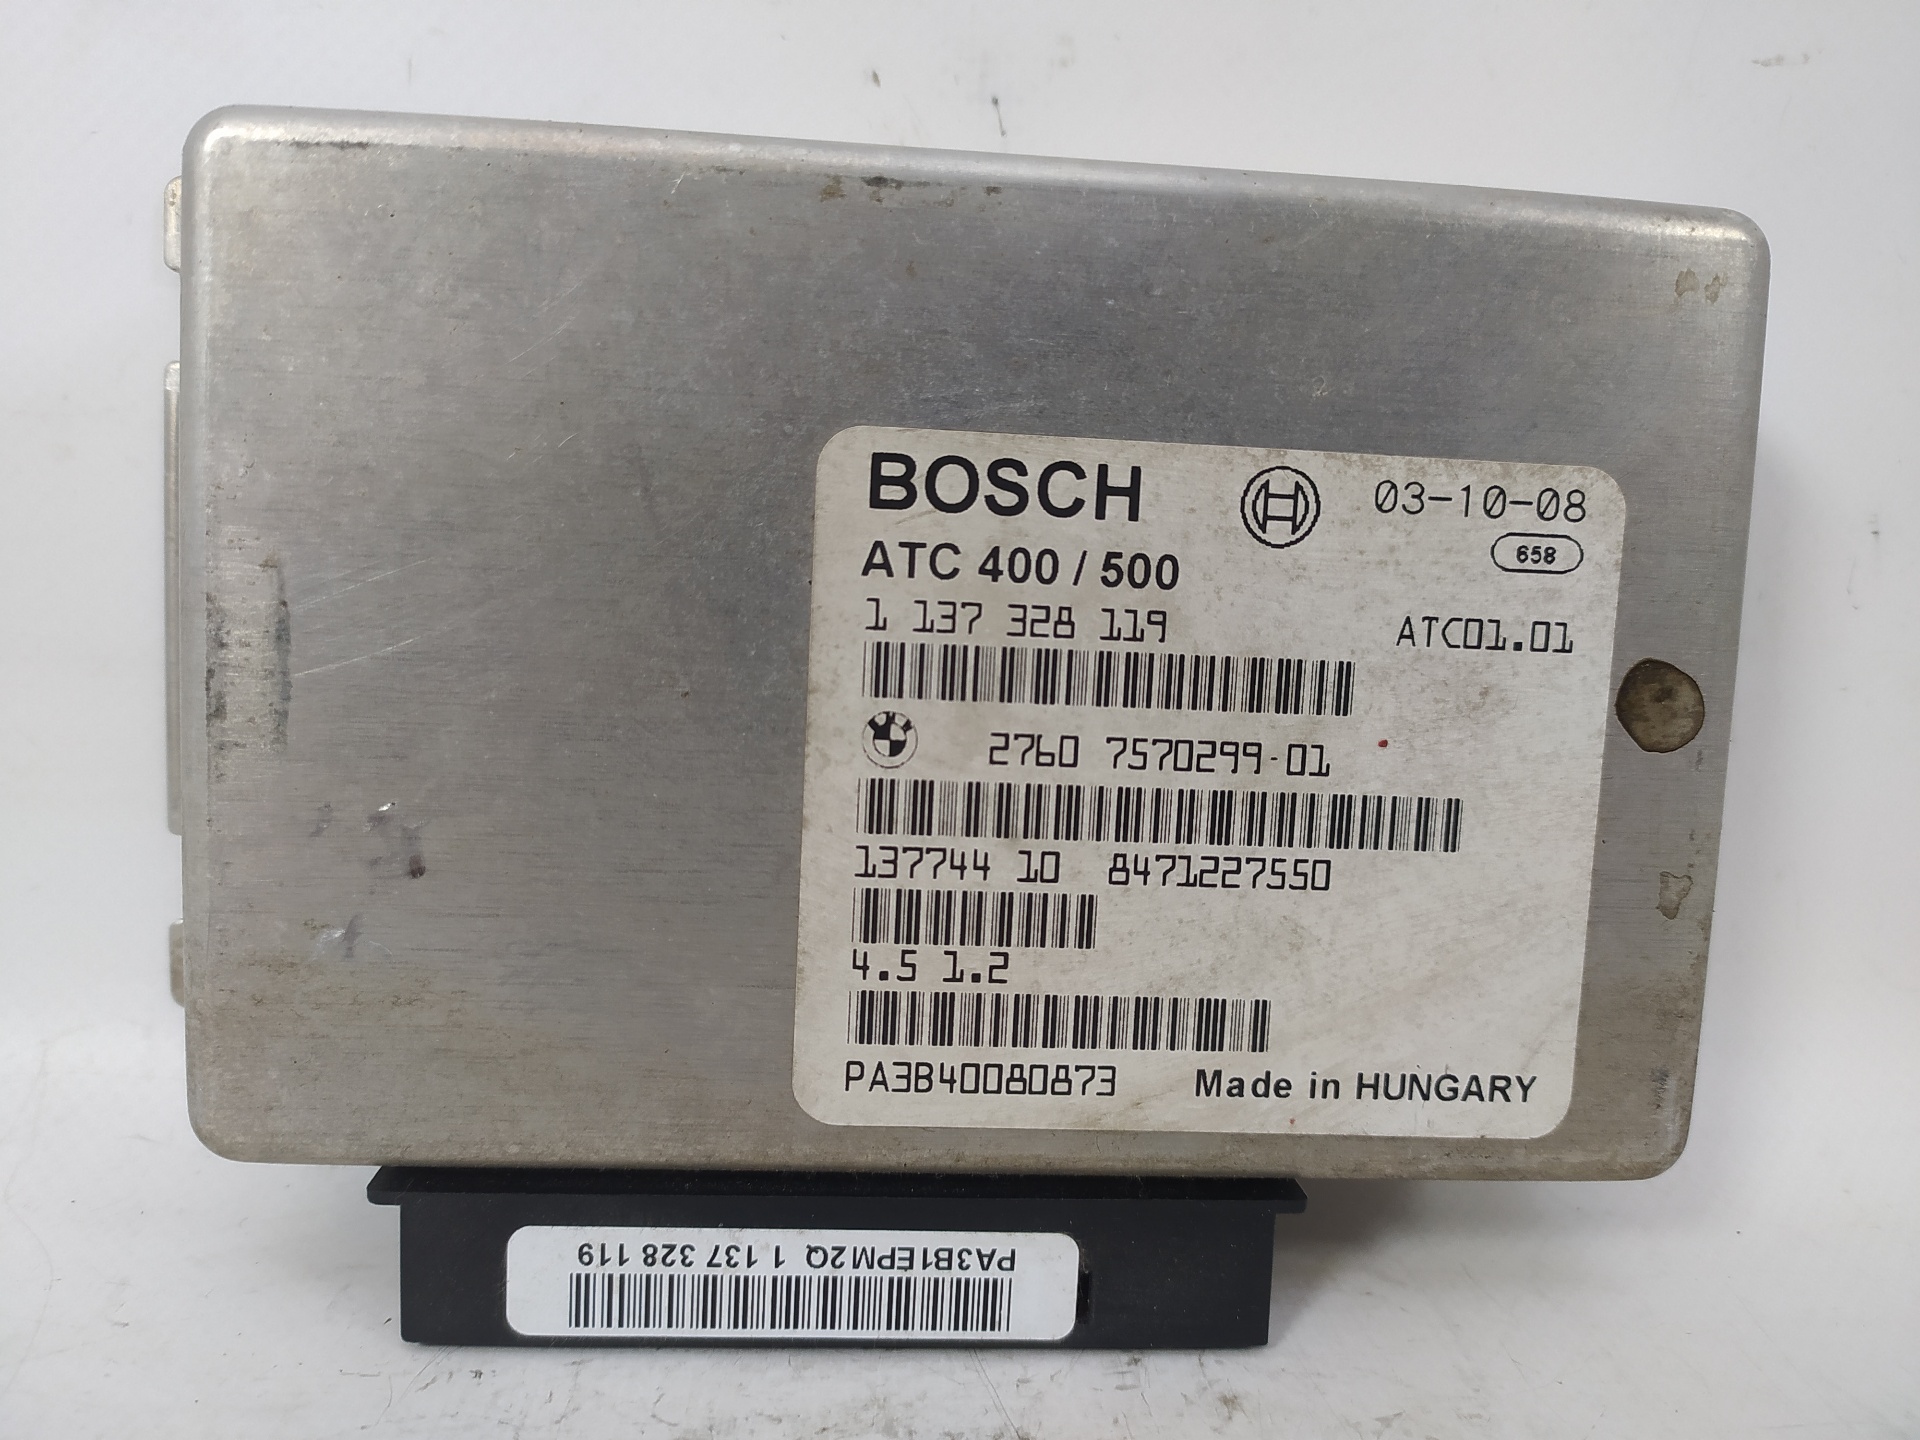 BOSCH 03-10-08
658
ATC 400 / 500
1 137 328 119 ATC01.01
2760 7570299-01
137744 10 8471227550
4.5 1.2
PA3B40080873 Made in HUNGARY
PA3B1EPM2Q 1 137 328 119